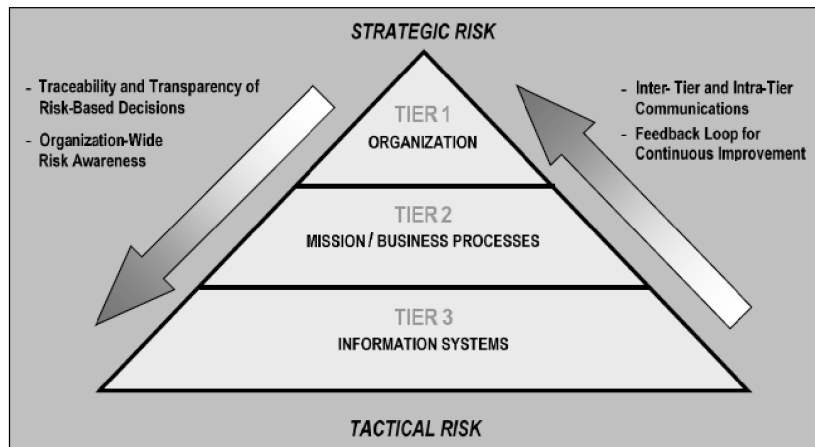 STRATEGIC RISK
- Traceability and Transparency of
Risk-Based Decisions
- Organization-Wide
Risk Awareness
- Inter- Tier and Intra-Tier
Communications
- Feedback Loop for
Continuous Improvement
TIER 1
ORGANIZATION
TIER 2
MISSION / BUSINESS PROCESSES
TIER 3
INFORMATION SYSTEMS
TACTICAL RISK